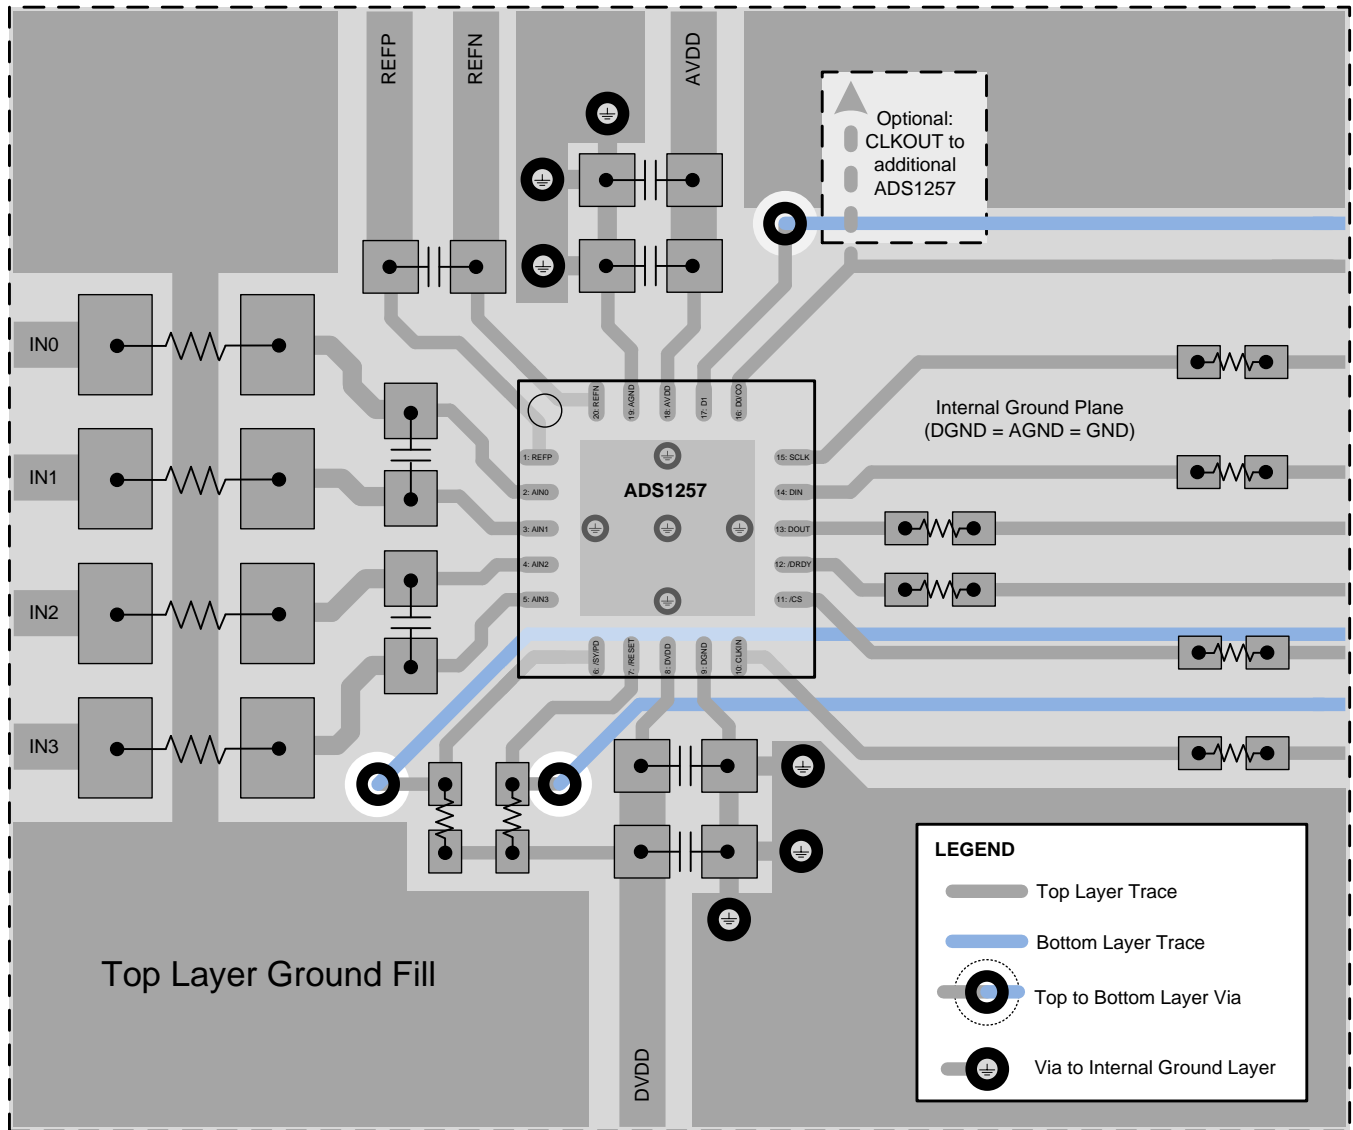 REFP
REFN
AVDD
Optional:
CLKOUT to
additional
ADS1257
IN0
IN1
IN2
IN3
20: REFN
19: AGND
18: AVDD
17: D1
16: D0/CO
1: REFP
2: AIN0
3: AIN1
4: AIN2
5: AIN3
ADS1257
15: SCLK
14: DIN
13: DOUT
12: /DRDY
11: /CS
6: /SY/PD
7: /RESET
8: DVDD
9: DGND
10: CLKIN
Internal Ground Plane
(DGND = AGND = GND)
Top Layer Ground Fill
DVDD
LEGEND
Top Layer Trace
Bottom Layer Trace
Top to Bottom Layer Via
Via to Internal Ground Layer